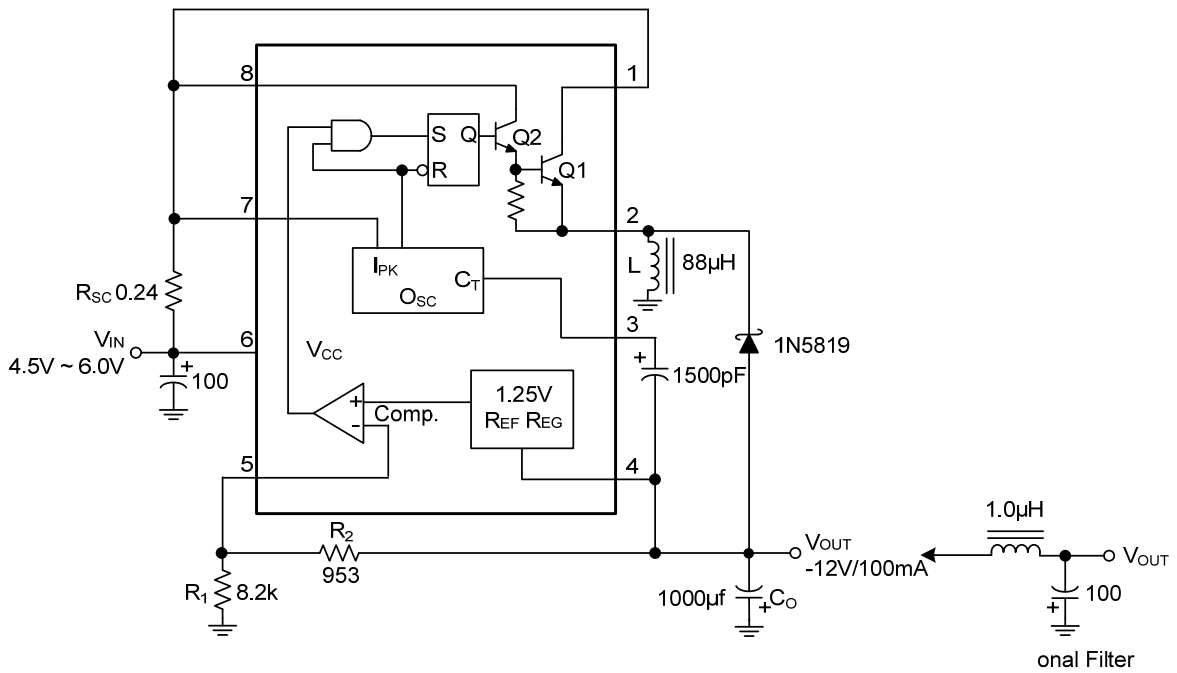 8
1
S
Q
Q2
R
Q1
7
2
IPK
CT
OSC
L
88µH
RSC 0.24
3
VIN
6
4.5V ~ 6.0V
VCC
100
1N5819
+
1500pF
+
1.25V
REF REG
+
Comp.
-
5
4
R2
953
VOUT
-12V/100mA
1.0µH
VOUT
R1
8.2k
1000µf
+
CO
100
+
onal Filter